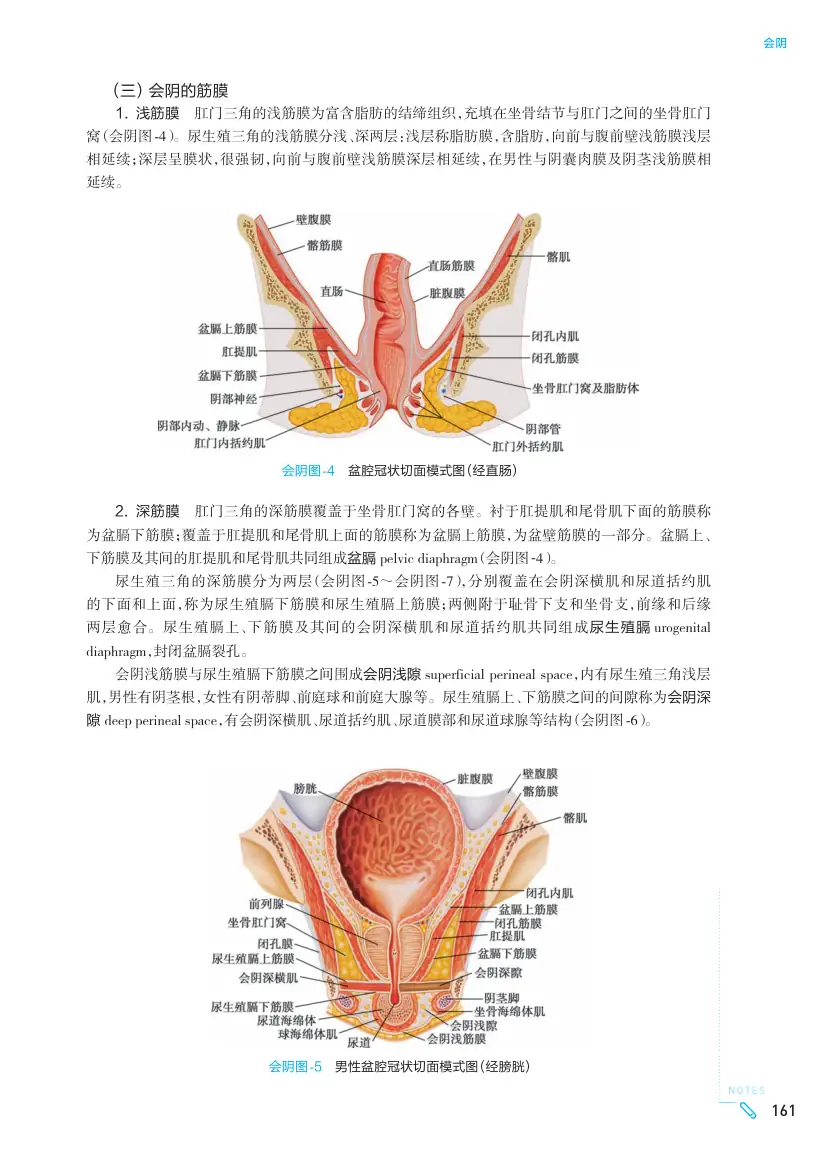 会阴
（三）会阴的筋膜
1. 浅筋膜　肛门三角的浅筋膜为富含脂肪的结缔组织，充填在坐骨结节与肛门之间的坐骨肛门
窝（会阴图-4）。尿生殖三角的浅筋膜分浅、深两层：浅层称脂肪膜，含脂肪，向前与腹前壁浅筋膜浅层
相延续；深层呈膜状，很强韧，向前与腹前壁浅筋膜深层相延续，在男性与阴囊肉膜及阴茎浅筋膜相
延续。
壁腹膜
髂筋膜
直肠筋膜
髂肌
直肠
脏腹膜
盆膈上筋膜
闭孔内肌
肛提肌
闭孔筋膜
盆膈下筋膜
坐骨肛门窝及脂肪体
阴部神经
阴部内动、静脉
阴部管
肛门内括约肌
肛门外括约肌
会阴图-4　盆腔冠状切面模式图（经直肠）
2. 深筋膜　肛门三角的深筋膜覆盖于坐骨肛门窝的各壁。衬于肛提肌和尾骨肌下面的筋膜称
为盆膈下筋膜；覆盖于肛提肌和尾骨肌上面的筋膜称为盆膈上筋膜，为盆壁筋膜的一部分。盆膈上、
下筋膜及其间的肛提肌和尾骨肌共同组成盆膈 pelvic diaphragm（会阴图-4）。
尿生殖三角的深筋膜分为两层（会阴图-5～会阴图-7），分别覆盖在会阴深横肌和尿道括约肌
的下面和上面，称为尿生殖膈下筋膜和尿生殖膈上筋膜；两侧附于耻骨下支和坐骨支，前缘和后缘
两层愈合。尿生殖膈上、下筋膜及其间的会阴深横肌和尿道括约肌共同组成尿生殖膈 urogenital
diaphragm，封闭盆膈裂孔。
会阴浅筋膜与尿生殖膈下筋膜之间围成会阴浅隙 superficial perineal space，内有尿生殖三角浅层
肌，男性有阴茎根，女性有阴蒂脚、前庭球和前庭大腺等。尿生殖膈上、下筋膜之间的间隙称为会阴深
隙 deep perineal space，有会阴深横肌、尿道括约肌、尿道膜部和尿道球腺等结构（会阴图-6）。
膀胱
脏腹膜
壁腹膜
髂筋膜
髂肌
闭孔内肌
前列腺
盆膈上筋膜
坐骨肛门窝
闭孔筋膜
肛提肌
闭孔膜
盆膈下筋膜
尿生殖膈上筋膜
会阴深隙
会阴深横肌
阴茎脚
尿生殖膈下筋膜
坐骨海绵体肌
尿道海绵体
会阴浅隙
球海绵体肌
会阴浅筋膜
尿道
会阴图-5　男性盆腔冠状切面模式图（经膀胱）
NOTES
161